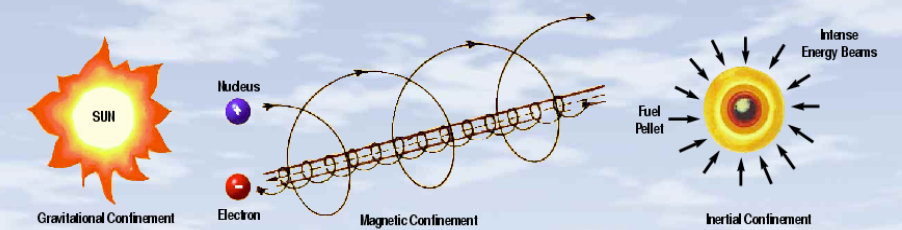 SUN
Gravitational Confinement
Nucleus
+
-
Electron
Magnetic Confinement
Intense
Energy Beams
Fuel
Pellet
Inertial Confinement